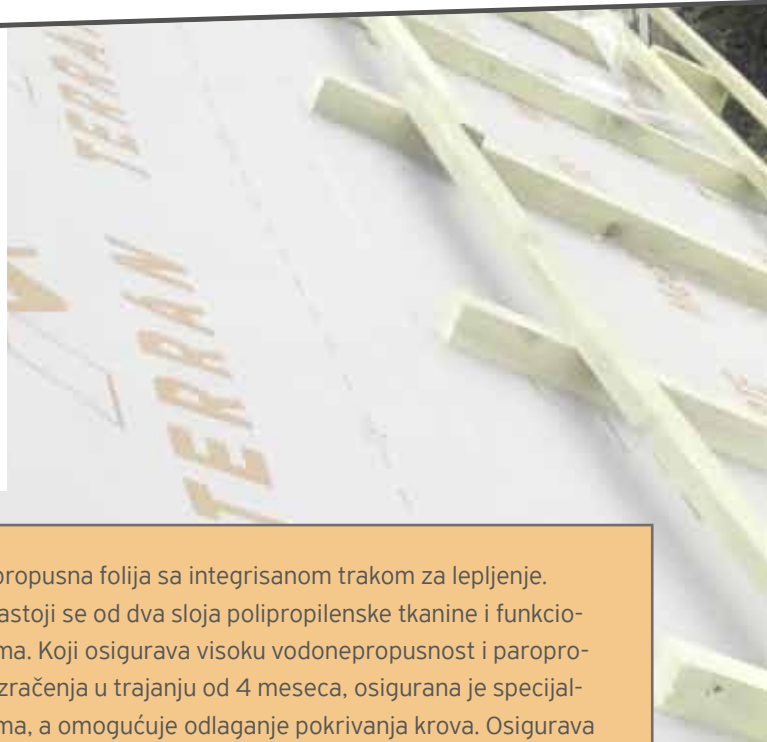 TERRAN
TERRAN
propusna folija sa integrisanom trakom za lepljenje.
astoji se od dva sloja polipropilenske tkanine i funkcio-
ma. Koji osigurava visoku vodonepropusnost i paropro-
zračenja u trajanju od 4 meseca, osigurana je specijal-
ma, a omogućuje odlaganje pokrivanja krova. Osigurava